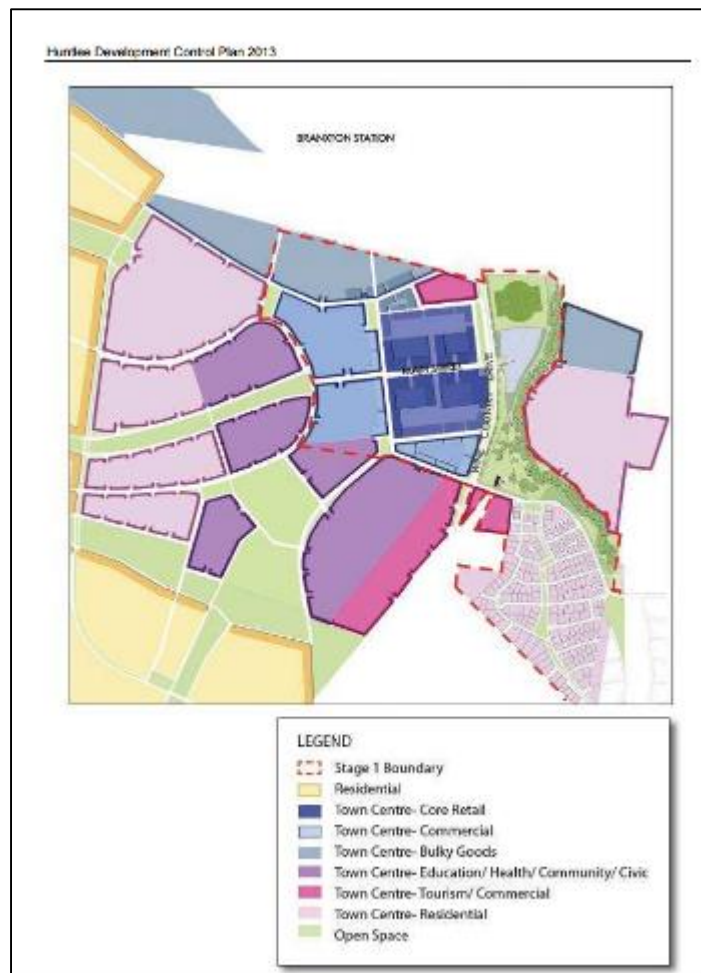 Huntlee Development Control Plan 2013
BRANXTON STATION
LEGEND
Stage 1 Boundary
Residential
Town Centre- Core Retail
Town Centre- Commercial
Town Centre- Bulky Goods
Town Centre- Education/ Health/ Community/ Civic
Town Centre- Tourism/ Commercial
Town Centre- Residential
Open Space